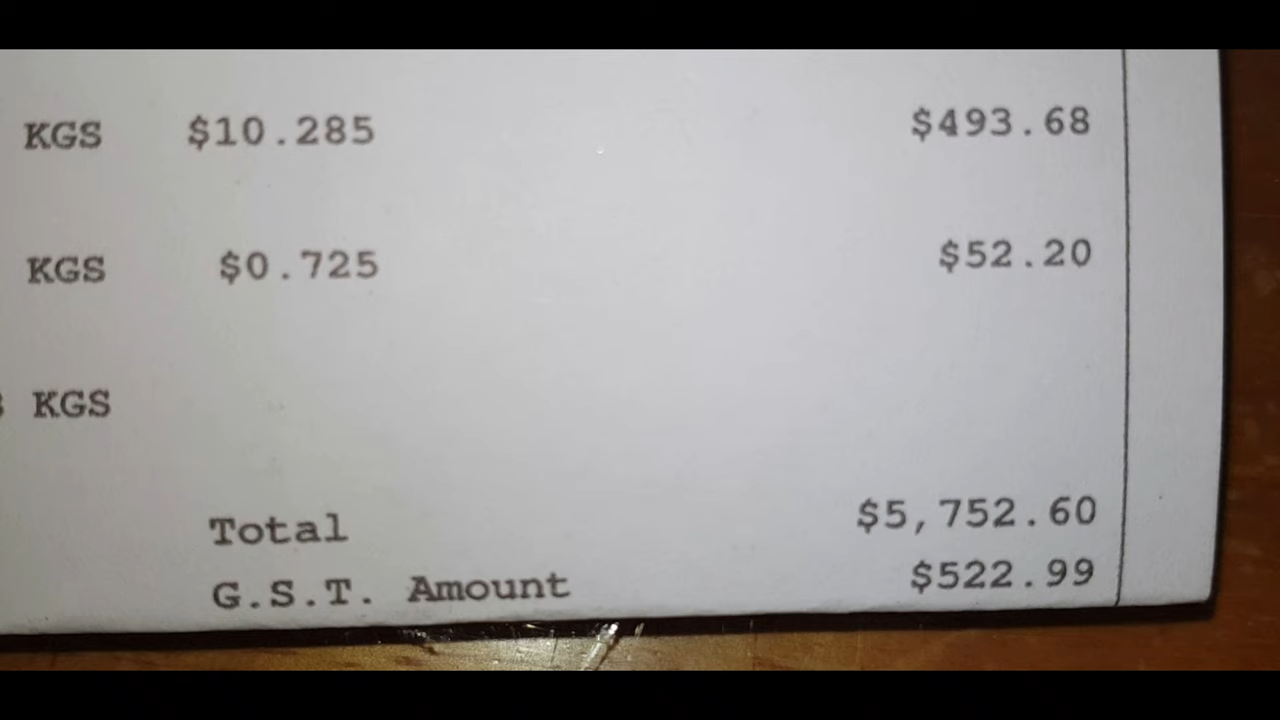 KGS $10.285 $493.68
KGS $0.725 $52.20
KGS
Total $5,752.60
G.S.T. Amount $522.99